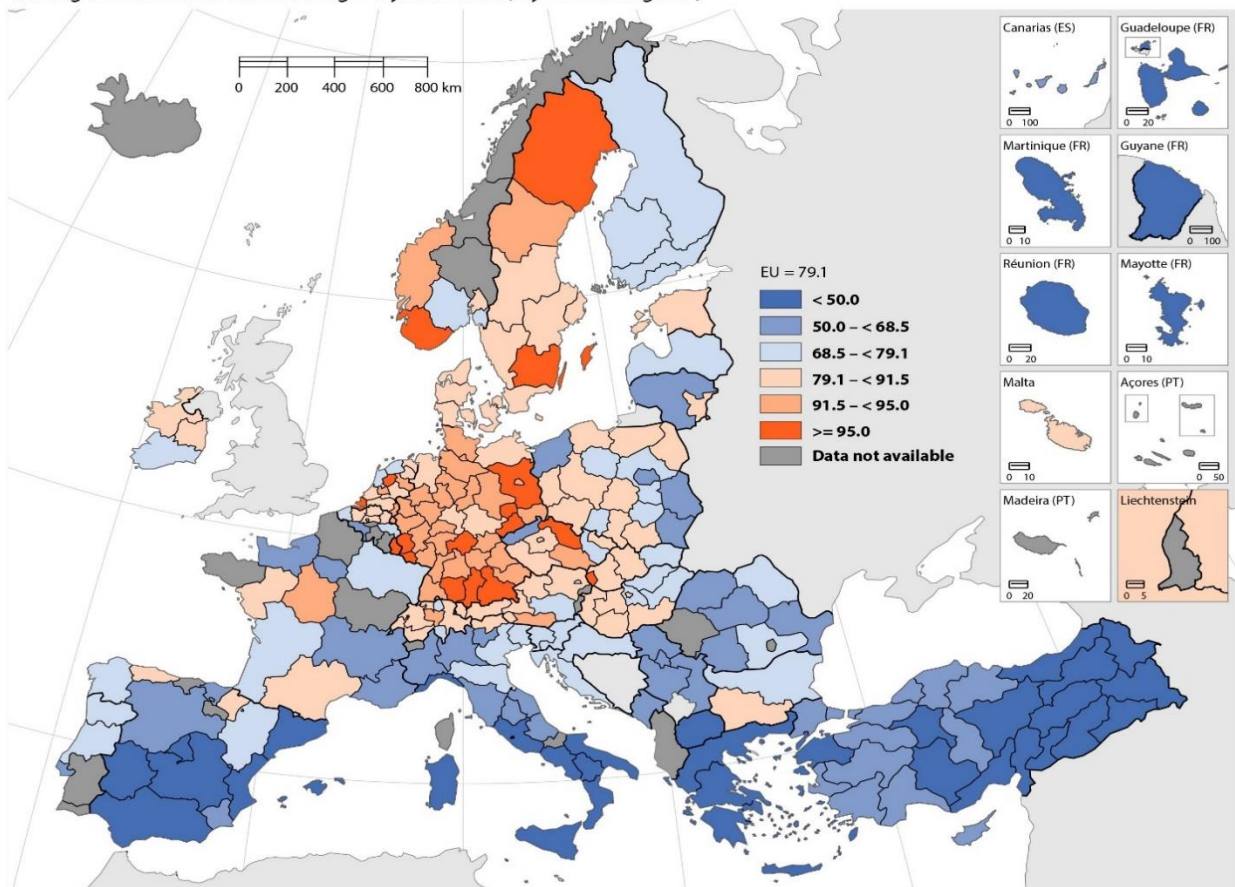 0 200 400 600 800 km
EU = 79.1
< 50.0
50.0 – < 68.5
68.5 – < 79.1
79.1 – < 91.5
91.5 – < 95.0
>= 95.0
Data not available
Canarias (ES)
0 100
Guadeloupe (FR)
0 20
Martinique (FR)
0 10
Guyane (FR)
0 100
Réunion (FR)
0 20
Mayotte (FR)
0 10
Malta
0 10
Açores (PT)
0 50
Madeira (PT)
0 20
Liechtenstein
0 5